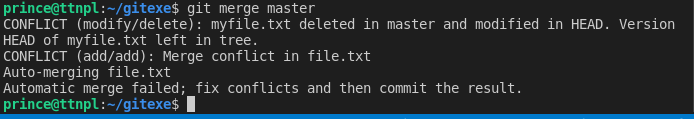 prince@ttnpl:~/gitexe$ git merge master
CONFLICT (modify/delete): myfile.txt deleted in master and modified in HEAD. Version
HEAD of myfile.txt left in tree.
CONFLICT (add/add): Merge conflict in file.txt
Auto-merging file.txt
Automatic merge failed; fix conflicts and then commit the result.
prince@ttnpl:~/gitexe$